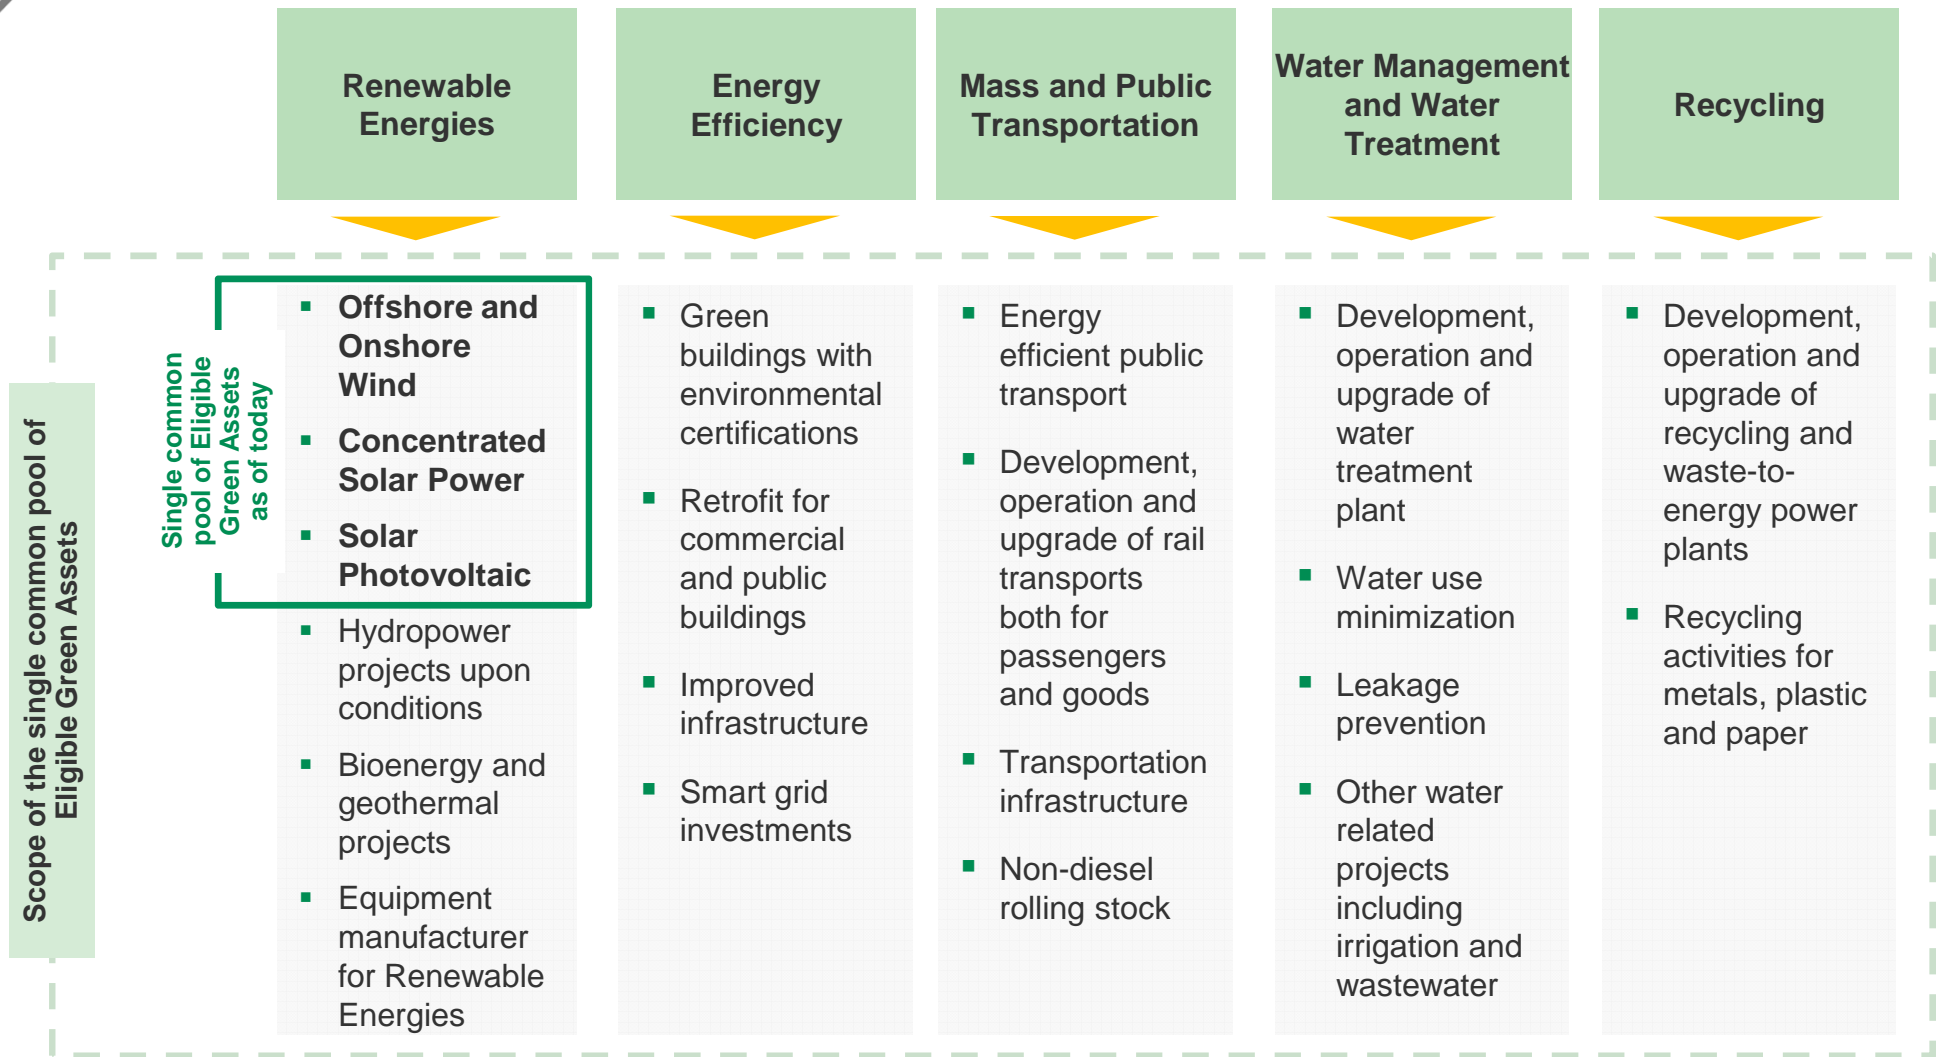 Renewable
Energies
Energy
Efficiency
Mass and Public
Transportation
Water Management
and Water
Treatment
Recycling
Scope of the single common pool of
Eligible Green Assets
Single common
pool of Eligible
Green Assets
as of today
▪ Offshore and
Onshore
Wind
▪ Concentrated
Solar Power
▪ Solar
Photovoltaic
▪ Hydropower
projects upon
conditions
▪ Bioenergy and
geothermal
projects
▪ Equipment
manufacturer
for Renewable
Energies
▪ Green
buildings with
environmental
certifications
▪ Retrofit for
commercial
and public
buildings
▪ Improved
infrastructure
▪ Smart grid
investments
▪ Energy
efficient public
transport
▪ Development,
operation and
upgrade of rail
transports
both for
passengers
and goods
▪ Transportation
infrastructure
▪ Non-diesel
rolling stock
▪ Development,
operation and
upgrade of
water
treatment
plant
▪ Water use
minimization
▪ Leakage
prevention
▪ Other water
related
projects
including
irrigation and
wastewater
▪ Development,
operation and
upgrade of
recycling and
waste-to-
energy power
plants
▪ Recycling
activities for
metals, plastic
and paper